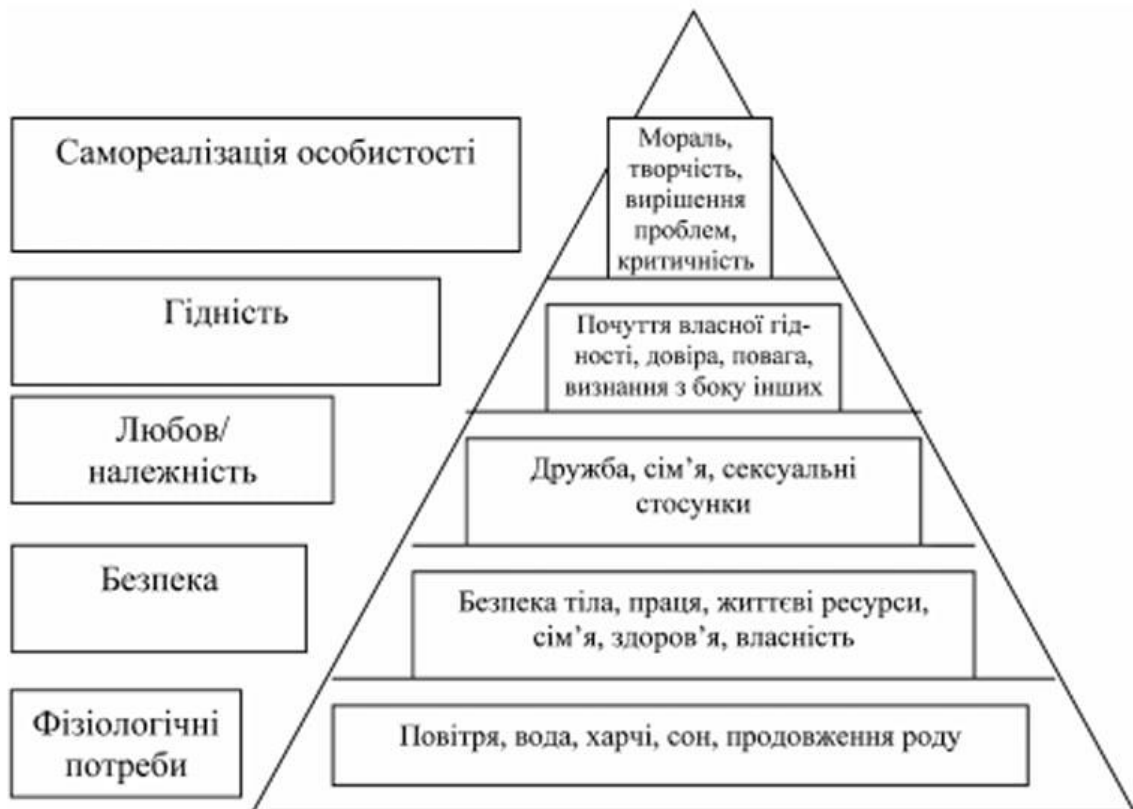 Самореалізація особистості
Мораль,
творчість,
вирішення
проблем,
критичність
Гідність
Почуття власної гід-
ності, довіра, повага,
визнання з боку інших
Любов/
належність
Дружба, сім’я, сексуальні
стосунки
Безпека
Безпека тіла, праця, життєві ресурси,
сім’я, здоров’я, власність
Фізіологічні
потреби
Повітря, вода, харчі, сон, продовження роду